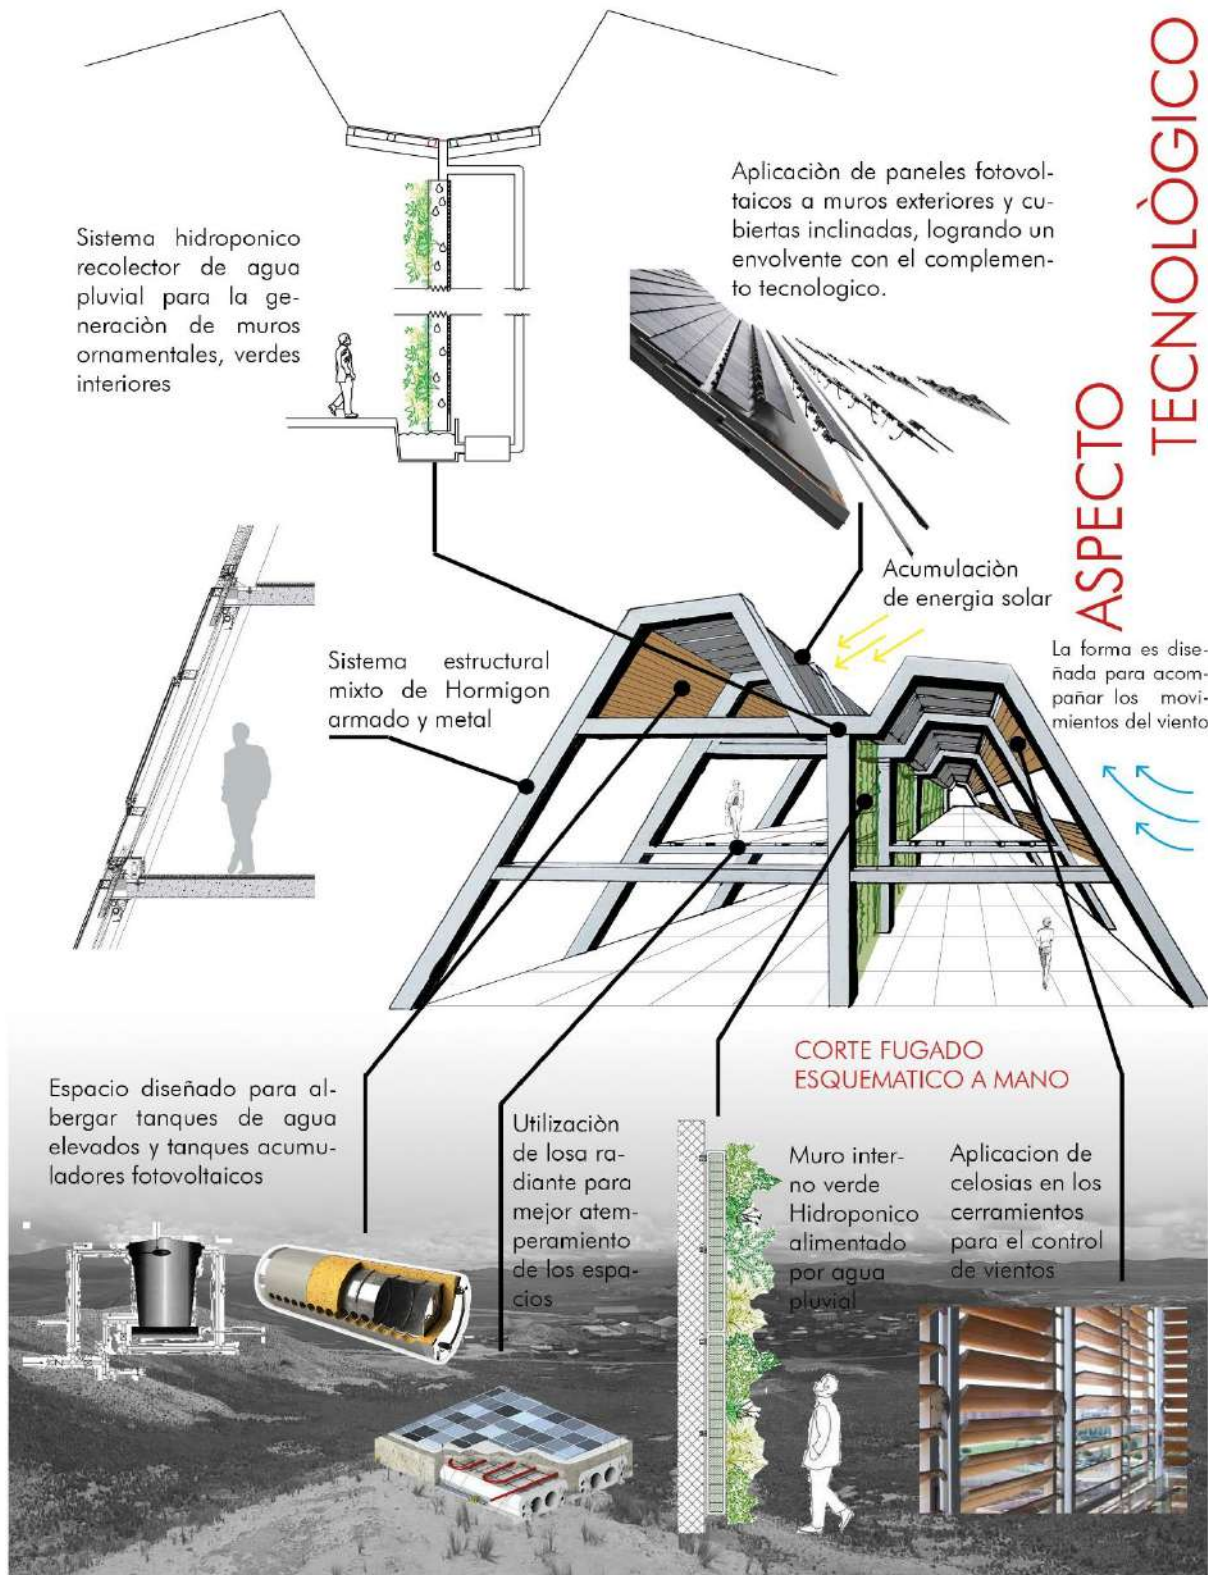 ASPECTO
TECNOLÒGICO
Sistema hidroponico
recolector de agua
pluvial para la ge-
neraciòn de muros
ornamentales, verdes
interiores
Aplicaciòn de paneles fotovol-
taicos a muros exteriores y cu-
biertas inclinadas, logrando un
envolvente con el complemen-
to tecnologico.
Acumulaciòn
de energia solar
La forma es dise-
ñada para acom-
pañar los movi-
mientos del viento
Sistema estructural
mixto de Hormigon
armado y metal
CORTE FUGADO
ESQUEMATICO A MANO
Espacio diseñado para al-
bergar tanques de agua
elevados y tanques acumu-
ladores fotovoltaicos
Utilizaciòn
de losa ra-
diante para
mejor atem-
peramiento
de los espa-
cios
Muro inter-
no verde
Hidroponico
alimentado
por agua
pluvial
Aplicacion de
celosias en los
cerramientos
para el control
de vientos